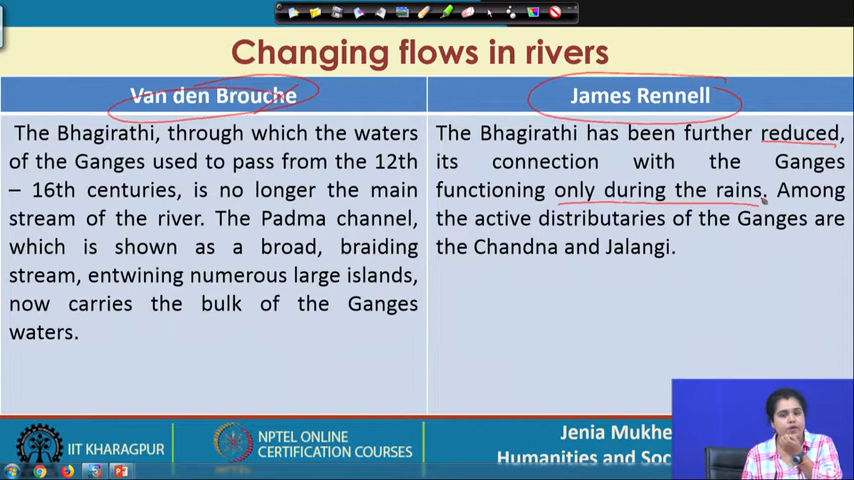 Changing flows in rivers
Van den Brouche
The Bhagirathi, through which the waters
of the Ganges used to pass from the 12th
– 16th centuries, is no longer the main
stream of the river. The Padma channel,
which is shown as a broad, braiding
stream, entwining numerous large islands,
now carries the bulk of the Ganges
waters.
James Rennell
The Bhagirathi has been further reduced,
its connection with the Ganges
functioning only during the rains. Among
the active distributaries of the Ganges are
the Chandna and Jalangi.
IIT KHARAGPUR
NPTEL ONLINE
CERTIFICATION COURSES
Jenia Mukhe
Humanities and Soc